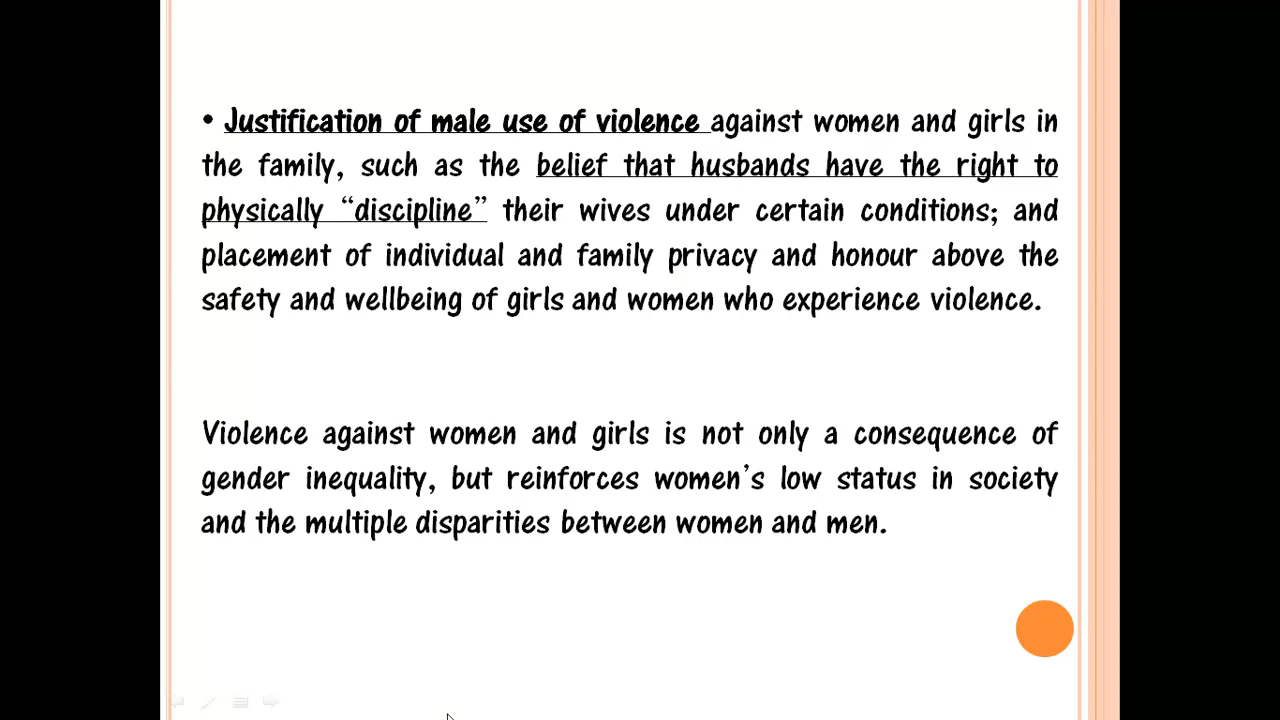 • Justification of male use of violence against women and girls in
the family, such as the belief that husbands have the right to
physically “discipline” their wives under certain conditions; and
placement of individual and family privacy and honour above the
safety and wellbeing of girls and women who experience violence.
Violence against women and girls is not only a consequence of
gender inequality, but reinforces women’s low status in society
and the multiple disparities between women and men.